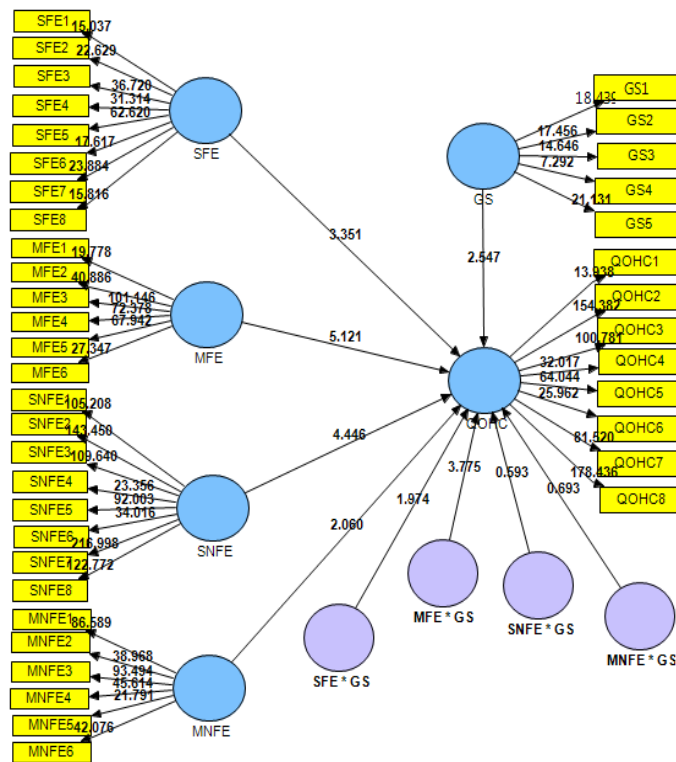 SFE1
15.037
SFE2
22.629
SFE3
36.720
SFE4
31.314
62.620
SFE5
17.617
SFE6
23.884
SFE7
15.816
SFE8
SFE
MFE1
19.778
MFE2
40.886
MFE3
101.146
72.378
MFE4
67.942
MFE5
27.347
MFE6
MFE
SNFE1
105.208
SNFE2
143.450
SNFE3
109.640
SNFE4
23.356
92.003
SNFE5
34.016
SNFE6
216.998
SNFE7
122.772
SNFE8
SNFE
MNFE1
86.589
MNFE2
38.968
MNFE3
93.494
45.614
MNFE4
21.791
MNFE5
42.076
MNFE6
MNFE
3.351
5.121
4.446
2.060
2.547
1.974
3.775
0.593
0.693
GS
18.439
GS1
17.456
GS2
14.646
GS3
7.292
GS4
21.131
GS5
QOHC
13.938
QOHC1
154.382
QOHC2
100.781
QOHC3
32.017
QOHC4
64.044
QOHC5
25.962
QOHC6
81.520
QOHC7
178.436
QOHC8
SFE * GS
MFE * GS
SNFE * GS
MNFE * GS